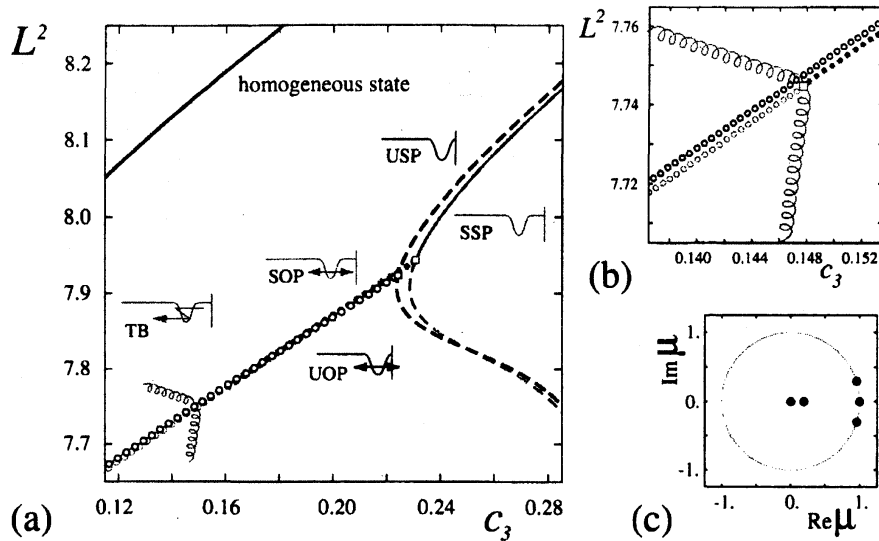 L²
8.2
8.1
8.0
7.9
7.8
7.7
homogeneous state
USP
SSP
SOP
TB
UOP
0.12 0.16 0.20 0.24 0.28
C₃
(a)
L²
7.76
7.74
7.72
0.140 0.144 0.148 0.152
C₃
(b)
Im μ
1.
0.
-1.
-1. 0. 1.
Re μ
(c)